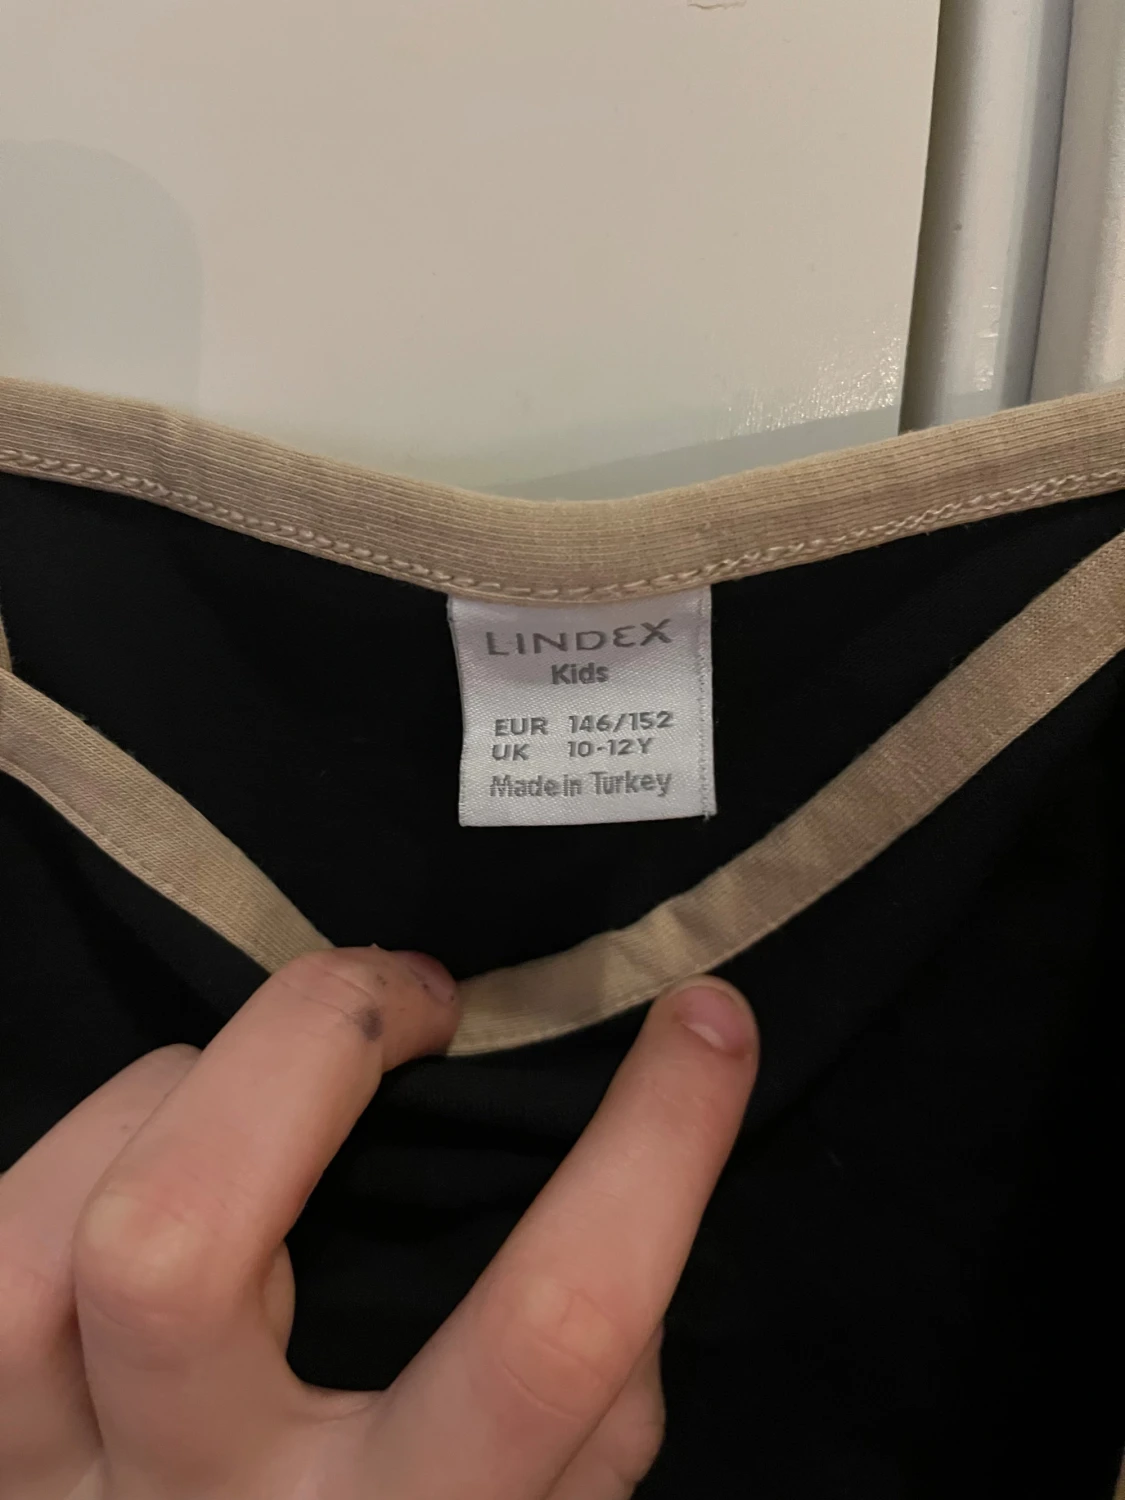 LINDEX
Kids
EUR 146/152
UK 10-12Y
Made in Turkey